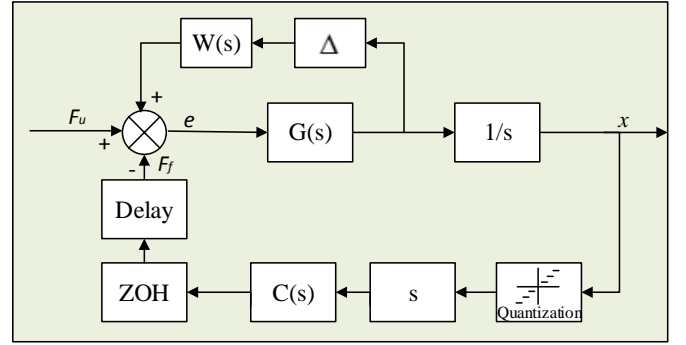 W(s)
Δ
+
Fu
+
e
G(s)
1/s
x
-
Ff
Delay
ZOH
C(s)
s
Quantization